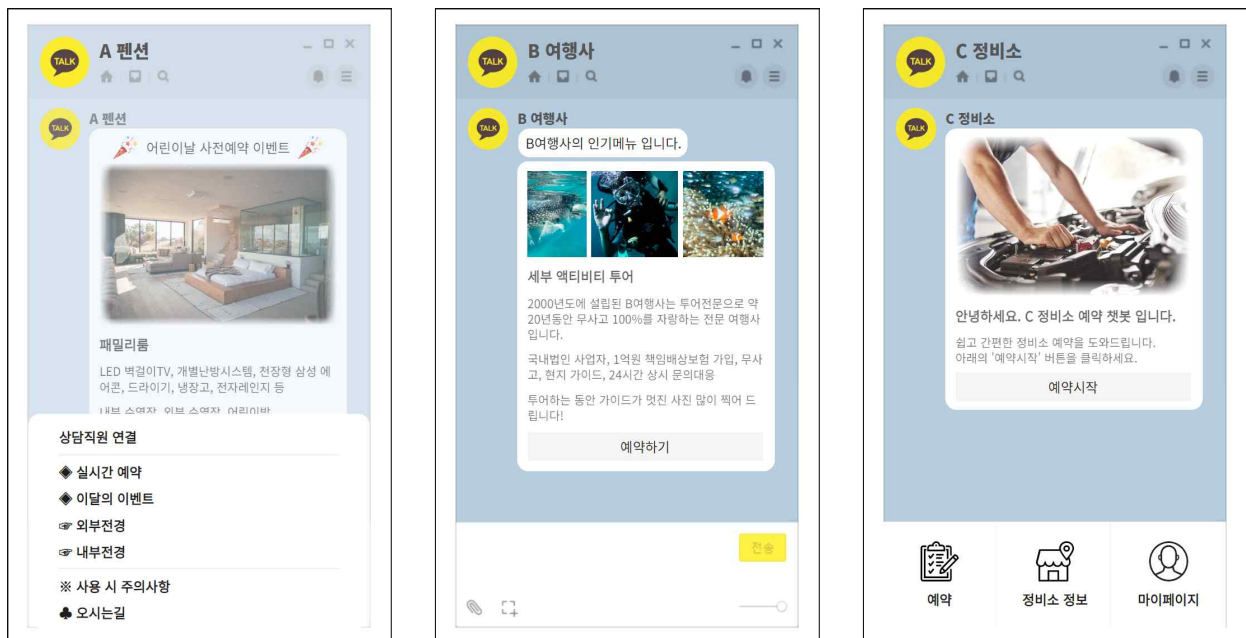 TALK
A 펜션
TALK
A 펜션
어린이날 사전예약 이벤트
패밀리룸
LED 벽걸이TV, 개별난방시스템, 천장형 삼성 에
어콘, 드라이기, 냉장고, 전자레인지 등
내부 수영장, 외부 수영장, 어린이방
상담직원 연결
◈ 실시간 예약
◈ 이달의 이벤트
☞ 외부전경
☞ 내부전경
※ 사용 시 주의사항
♣ 오시는길
TALK
B 여행사
TALK
B 여행사
B여행사의 인기메뉴 입니다.
세부 액티비티 투어
2000년도에 설립된 B여행사는 투어전문으로 약
20년동안 무사고 100%를 자랑하는 전문 여행사
입니다.
국내법인 사업자, 1억원 책임배상보험 가입, 무사
고, 현지 가이드, 24시간 상시 문의대응
투어하는 동안 가이드가 멋진 사진 많이 찍어 드
립니다!
예약하기
전송
TALK
C 정비소
TALK
C 정비소
안녕하세요. C 정비소 예약 챗봇 입니다.
쉽고 간편한 정비소 예약을 도와드립니다.
아래의 '예약시작' 버튼을 클릭하세요.
예약시작
예약
정비소 정보
마이페이지